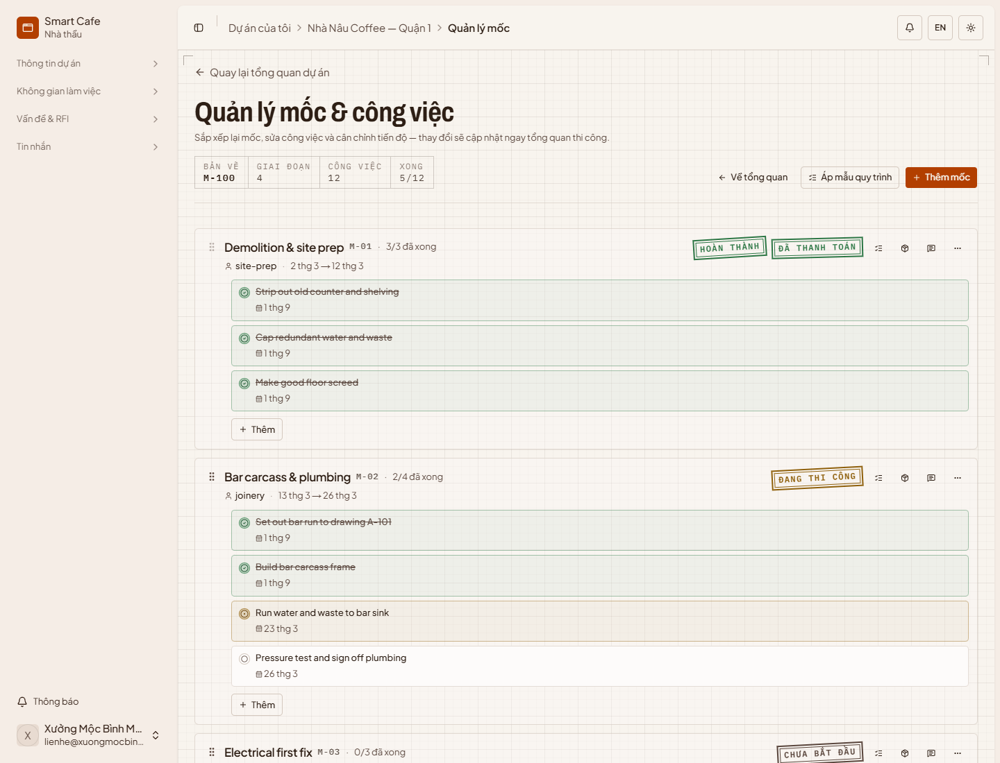 Smart Cafe
Nhà thầu
Thông tin dự án
Không gian làm việc
Vấn đề & RFI
Tin nhắn
Thông báo
X
Xưởng Mộc Bình M...
lienhe@xuongmocbin...
Dự án của tôi
Nhà Nâu Coffee — Quận 1
Quản lý mốc
EN
Quay lại tổng quan dự án
Quản lý mốc & công việc
Sắp xếp lại mốc, sửa công việc và cân chỉnh tiến độ — thay đổi sẽ cập nhật ngay tổng quan thi công.
BẢN VẼ
M-100
GIAI ĐOẠN
4
CÔNG VIỆC
12
XONG
5/12
Về tổng quan
Áp mẫu quy trình
Thêm mốc
Demolition & site prep M-01 · 3/3 đã xong
HOÀN THÀNH
ĐÃ THANH TOÁN
site-prep · 2 thg 3 → 12 thg 3
Strip out old counter and shelving
1 thg 9
Cap redundant water and waste
1 thg 9
Make good floor screed
1 thg 9
Thêm
Bar carcass & plumbing M-02 · 2/4 đã xong
ĐANG THI CÔNG
joinery · 13 thg 3 → 26 thg 3
Set out bar run to drawing A-101
1 thg 9
Build bar carcass frame
1 thg 9
Run water and waste to bar sink
23 thg 3
Pressure test and sign off plumbing
26 thg 3
Thêm
Electrical first fix M-03 · 0/3 đã xong
CHƯA BẮT ĐẦU